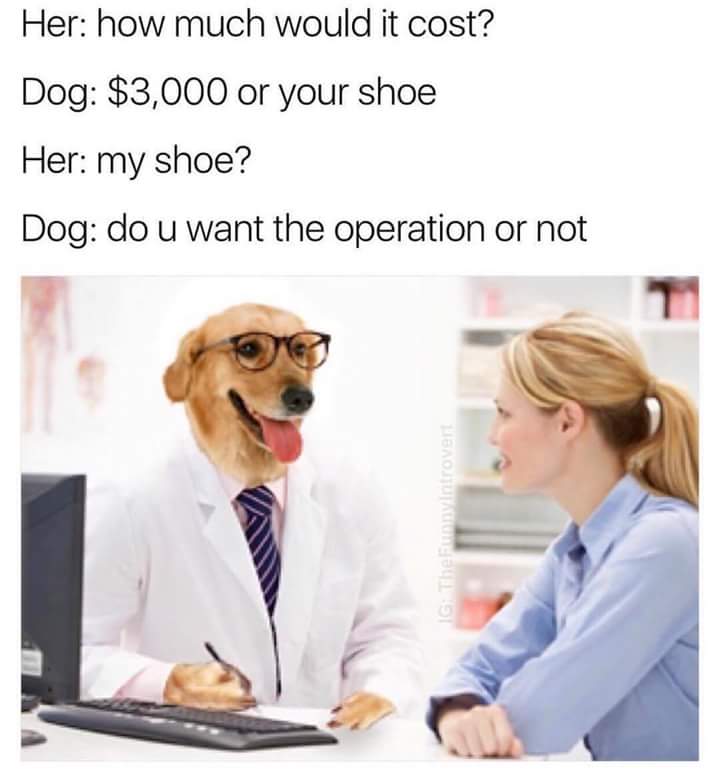 Her: how much would it cost?
Dog: $3,000 or your shoe
Her: my shoe?
Dog: do u want the operation or not
IG: TheFunnyIntrovert